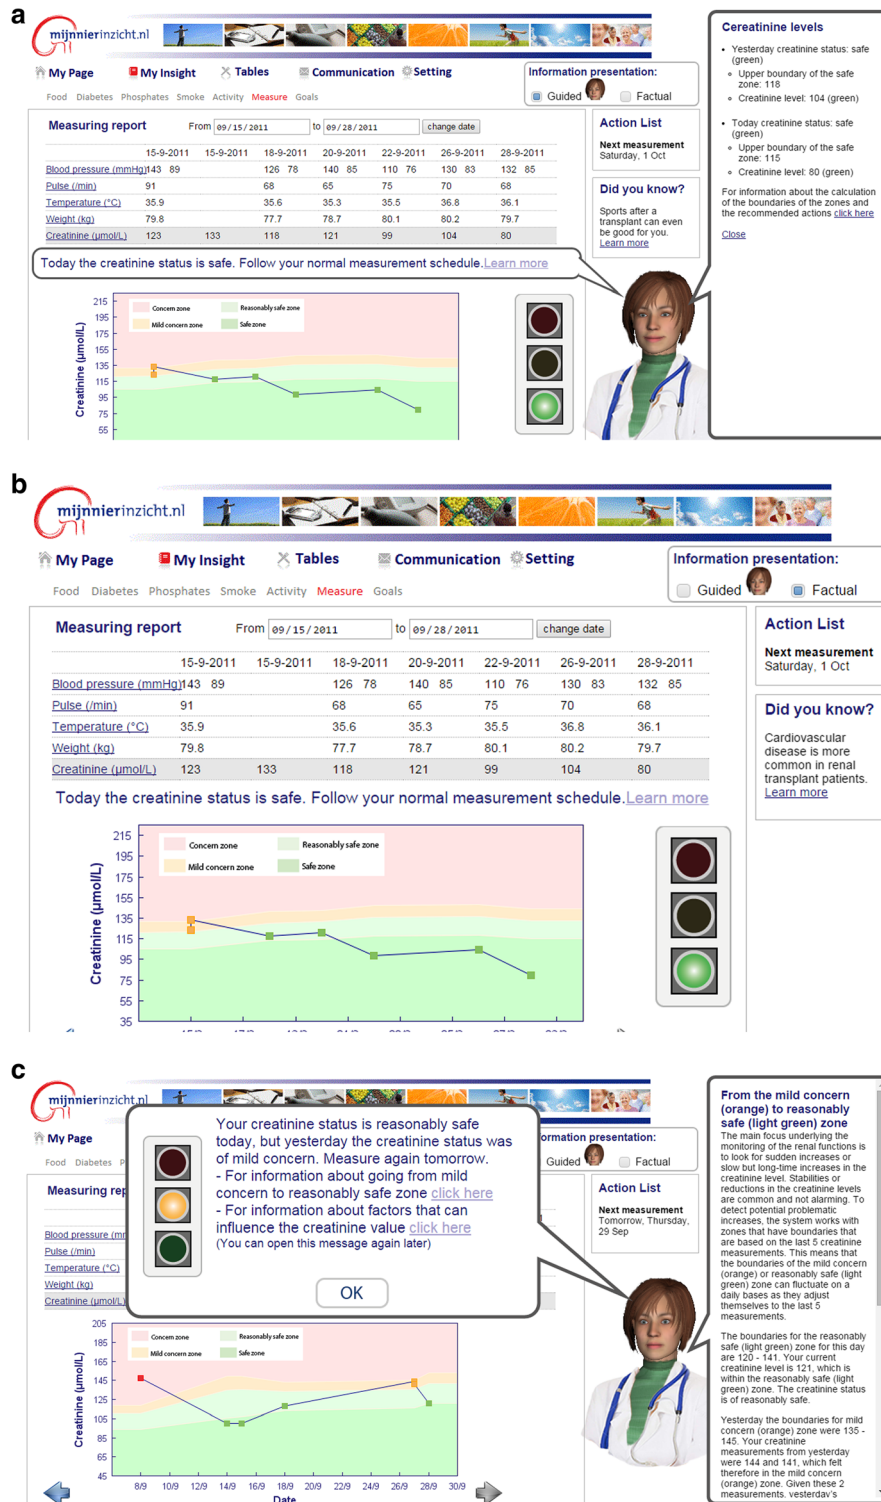 a
mijnnierinzicht.nl
My Page My Insight Tables Communication Setting
Food Diabetes Phosphates Smoke Activity Measure Goals
Information presentation:
Guided Factual
Measuring report From 09/15/2011 to 09/28/2011 change date
15-9-2011 15-9-2011 18-9-2011 20-9-2011 22-9-2011 26-9-2011 28-9-2011
Blood pressure (mmHg) 143 89 126 78 140 85 110 76 130 83 132 85
Pulse (/min) 91 68 65 75 70 68
Temperature (°C) 35.9 35.6 35.3 35.5 36.8 36.1
Weight (kg) 79.8 77.7 78.7 80.1 80.2 79.7
Creatinine (µmol/L) 123 133 118 121 99 104 80
Today the creatinine status is safe. Follow your normal measurement schedule. Learn more
Action List
Next measurement
Saturday, 1 Oct
Did you know?
Sports after a
transplant can even
be good for you.
Learn more
Cereatinine levels
• Yesterday creatinine status: safe
(green)
Upper boundary of the safe
zone: 118
Creatinine level: 104 (green)
• Today creatinine status: safe
(green)
Upper boundary of the safe
zone: 115
Creatinine level: 80 (green)
For information about the calculation
of the boundaries of the zones and
the recommended actions click here
Close
Creatinine (µmol/L)
215
195
175
155
135
115
95
75
55
Concern zone Reasonably safe zone
Mild concern zone Safe zone
b
mijnnierinzicht.nl
My Page My Insight Tables Communication Setting
Food Diabetes Phosphates Smoke Activity Measure Goals
Information presentation:
Guided Factual
Measuring report From 09/15/2011 to 09/28/2011 change date
15-9-2011 15-9-2011 18-9-2011 20-9-2011 22-9-2011 26-9-2011 28-9-2011
Blood pressure (mmHg) 143 89 126 78 140 85 110 76 130 83 132 85
Pulse (/min) 91 68 65 75 70 68
Temperature (°C) 35.9 35.6 35.3 35.5 36.8 36.1
Weight (kg) 79.8 77.7 78.7 80.1 80.2 79.7
Creatinine (µmol/L) 123 133 118 121 99 104 80
Today the creatinine status is safe. Follow your normal measurement schedule. Learn more
Action List
Next measurement
Saturday, 1 Oct
Did you know?
Cardiovascular
disease is more
common in renal
transplant patients.
Learn more
Creatinine (µmol/L)
215
195
175
155
135
115
95
75
55
35
Concern zone Reasonably safe zone
Mild concern zone Safe zone
c
mijnnierinzicht.nl
My Page
Food Diabetes P
ormation presentation:
Guided Factual
Measuring rep
Blood pressure (mm
Pulse (/min)
Temperature (°C)
Weight (kg)
Creatinine (µmol/L)
Your creatinine status is reasonably safe
today, but yesterday the creatinine status was
of mild concern. Measure again tomorrow.
- For information about going from mild
concern to reasonably safe zone click here
- For information about factors that can
influence the creatinine value click here
(You can open this message again later)
OK
Action List
Next measurement
Tomorrow, Thursday,
29 Sep
From the mild concern
(orange) to reasonably
safe (light green) zone
The main focus underlying the
monitoring of the renal functions is
to look for sudden increases or
slow but long-time increases in the
creatinine level. Stabilities or
reductions in the creatinine levels
are common and not alarming. To
detect potential problematic
increases, the system works with
zones that have boundaries that
are based on the last 5 creatinine
measurements. This means that
the boundaries of the mild concern
(orange) or reasonably safe (light
green) zone can fluctuate on a
daily bases as they adjust
themselves to the last 5
measurements.
The boundaries for the reasonably
safe (light green) zone for this day
are 120 - 141. Your current
creatinine level is 121, which is
within the reasonably safe (light
green) zone. The creatinine status
is of reasonably safe.
Yesterday the boundaries for mild
concern (orange) zone were 135 -
145. Your creatinine
measurements from yesterday
were 144 and 141, which felt
therefore in the mild concern
(orange) zone. Given these 2
measurements, yesterday's
Creatinine (µmol/L)
205
185
165
145
125
105
85
65
45
Concern zone Reasonably safe zone
Mild concern zone Safe zone
8/9 10/9 12/9 14/9 16/9 18/9 20/9 22/9 24/9 26/9 28/9 30/9
Date